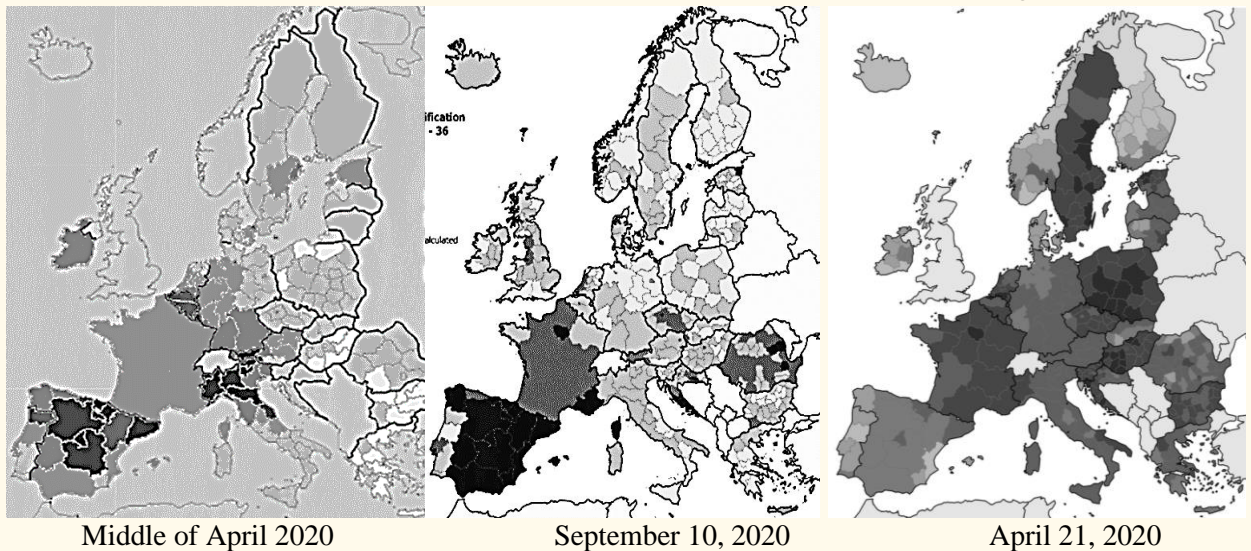 ification
- 36
alculated
Middle of April 2020
September 10, 2020
April 21, 2020